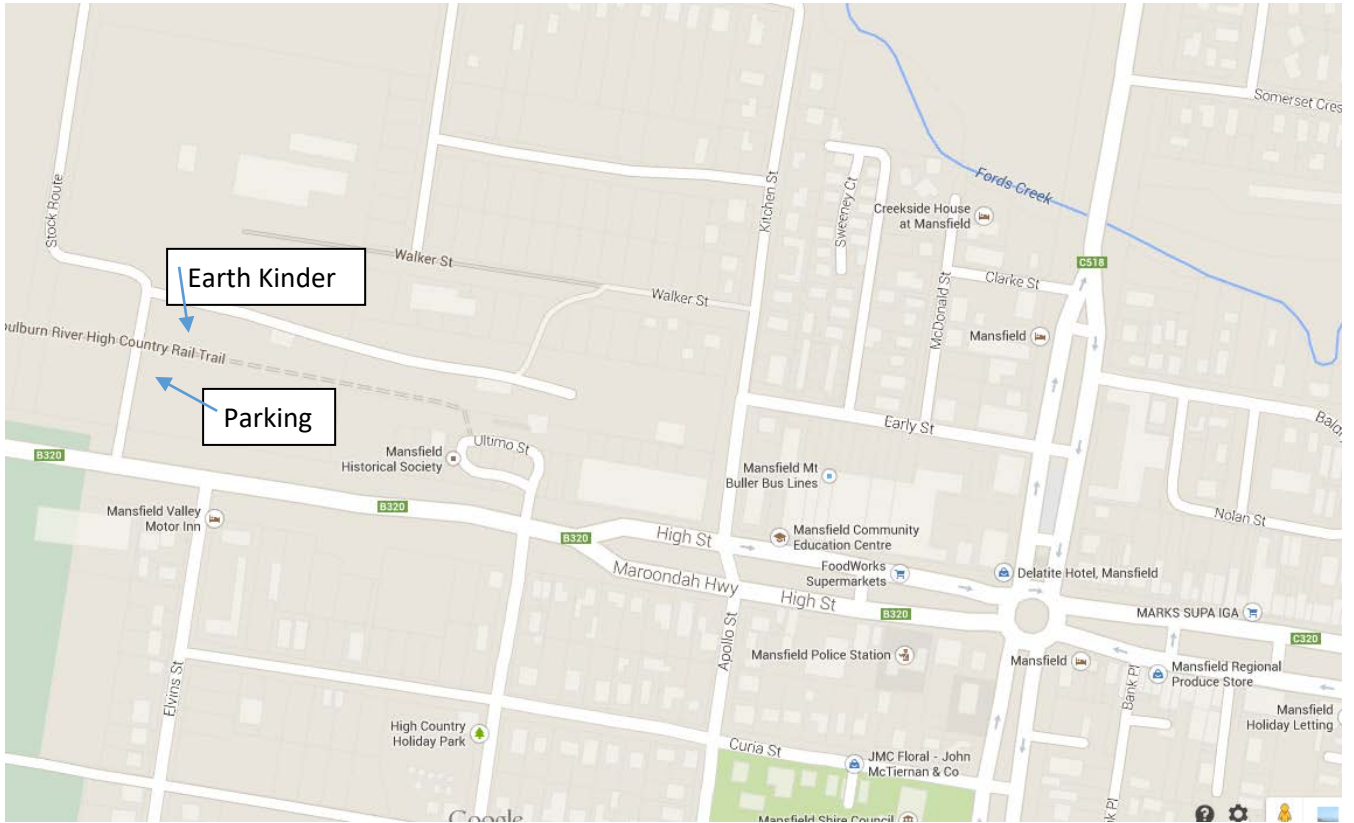 Somerset Cres
Fords Creek
Kitchen St
Sweeney Ct
Creekside House
at Mansfield
Stock Route
Walker St
C518
Earth Kinder
Clarke St
Walker St
McDonald St
Mansfield
oulburn River High Country Rail Trail
Parking
Early St
Ultimo St
Mansfield
Historical Society
B320
Mansfield Mt
Buller Bus Lines
Mansfield Valley
Motor Inn
B320
Nolan St
High St
B320
Mansfield Community
Education Centre
FoodWorks
Supermarkets
Delatite Hotel, Mansfield
Maroondah Hwy
High St
B320
MARKS SUPA IGA
C320
Apollo St
Mansfield Police Station
Mansfield
Mansfield Regional
Produce Store
Elvins St
Bank Pl
Mansfield
Holiday Letting
High Country
Holiday Park
Curia St
JMC Floral - John
McTiernan & Co
Google
Mansfield Shire Council
?